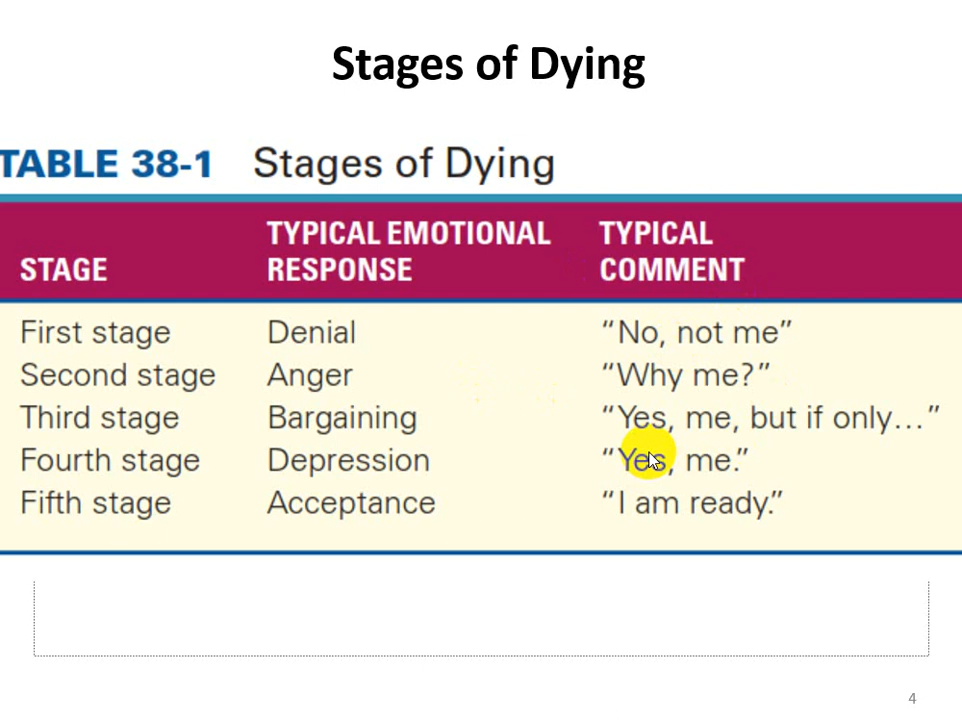 Stages of Dying
TABLE 38-1 Stages of Dying
STAGE TYPICAL EMOTIONAL RESPONSE TYPICAL COMMENT
First stage Denial “No, not me”
Second stage Anger “Why me?”
Third stage Bargaining “Yes, me, but if only…”
Fourth stage Depression “Yes, me.”
Fifth stage Acceptance “I am ready.”
4